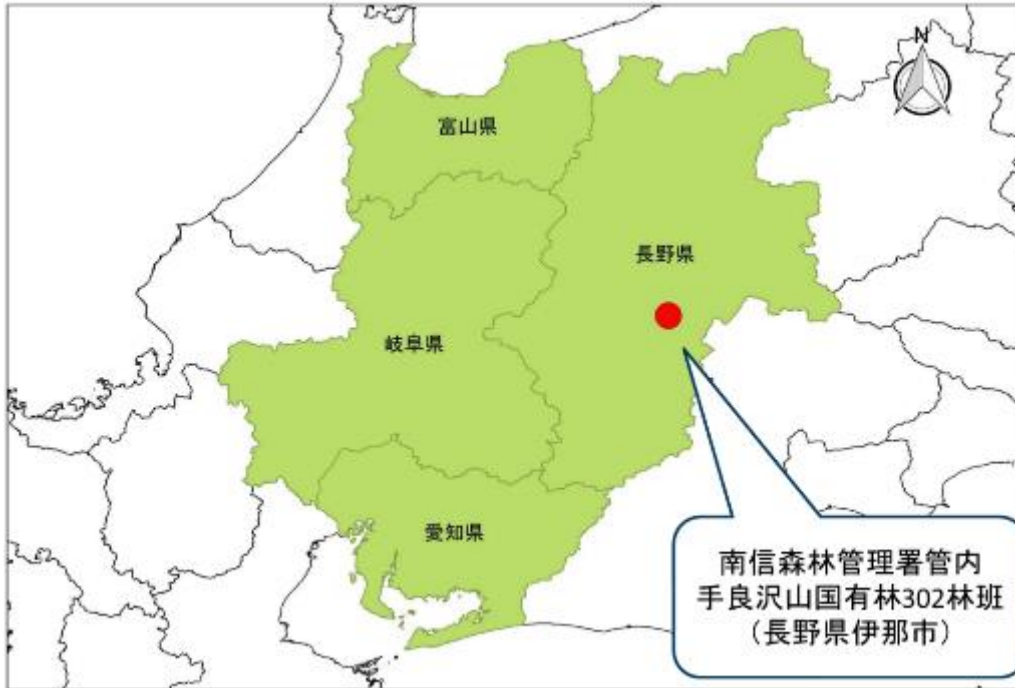 N
富山県
長野県
岐阜県
愛知県
南信森林管理署管内
手良沢山国有林302林班
（長野県伊那市）